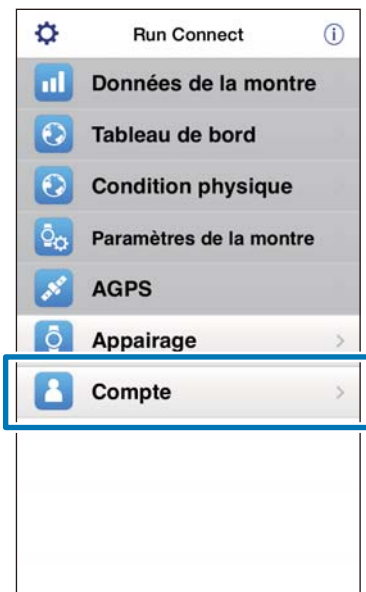 Run Connect
Données de la montre
Tableau de bord
Condition physique
Paramètres de la montre
AGPS
Appairage
Compte